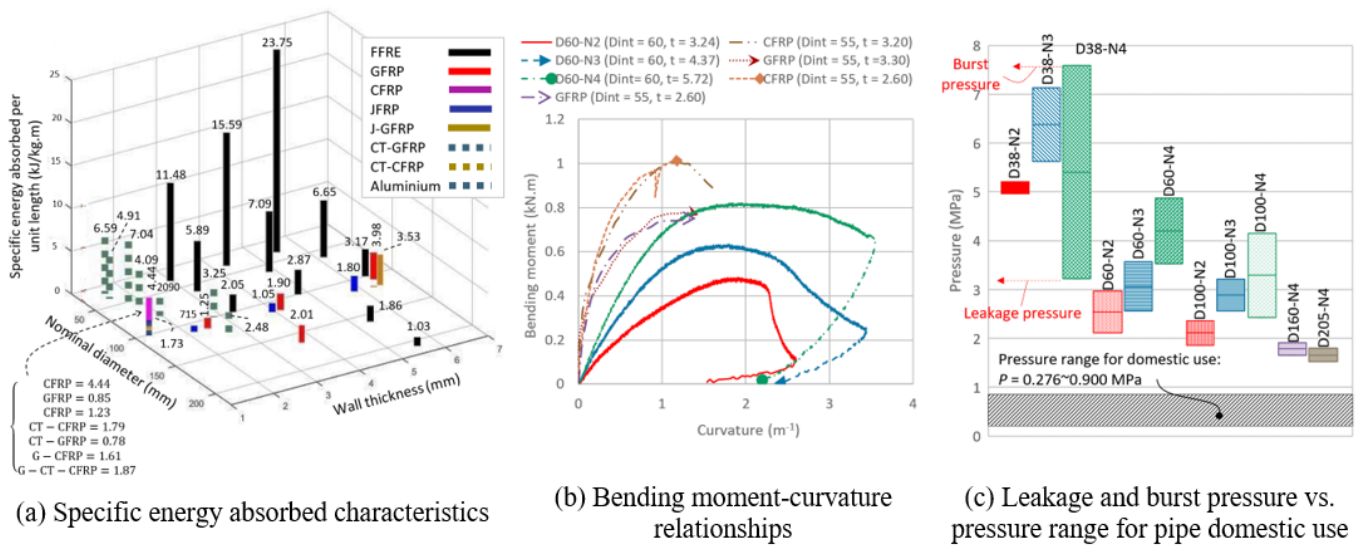 23.75
15.59
11.48
7.09
6.65
5.89
6.59
4.91
7.04
4.09
2090
4.44
3.25
2.05
2.87
3.17
3.98
3.53
1.80
1.90
1.05
1.25
715
2.48
2.01
1.86
1.73
1.03
FFRE
GFRP
CFRP
JFRP
J-GFRP
CT-GFRP
CT-CFRP
Aluminium
Specific energy absorbed per
unit length (kJ/kg.m)
25
20
15
10
5
0
Nominal diameter (mm)
50
100
150
200
Wall thickness (mm)
1
2
3
4
5
6
7
CFRP = 4.44
GFRP = 0.85
CFRP = 1.23
CT − CFRP = 1.79
CT − GFRP = 0.78
G − CFRP = 1.61
G − CT − CFRP = 1.87
(a) Specific energy absorbed characteristics
D60-N2 (Dint = 60, t = 3.24)
CFRP (Dint = 55, t = 3.20)
D60-N3 (Dint = 60, t = 4.37)
GFRP (Dint = 55, t =3.30)
D60-N4 (Dint= 60, t= 5.72)
CFRP (Dint = 55, t = 2.60)
GFRP (Dint = 55, t = 2.60)
Bending moment (kN.m)
1.2
1
0.8
0.6
0.4
0.2
0
0
1
2
3
4
Curvature (m⁻¹)
(b) Bending moment-curvature
relationships
Pressure (MPa)
8
7
6
5
4
3
2
1
0
Burst
pressure
Leakage pressure
D38-N2
D38-N3
D38-N4
D60-N2
D60-N3
D60-N4
D100-N2
D100-N3
D100-N4
D160-N4
D205-N4
Pressure range for domestic use:
P = 0.276~0.900 MPa
(c) Leakage and burst pressure vs.
pressure range for pipe domestic use